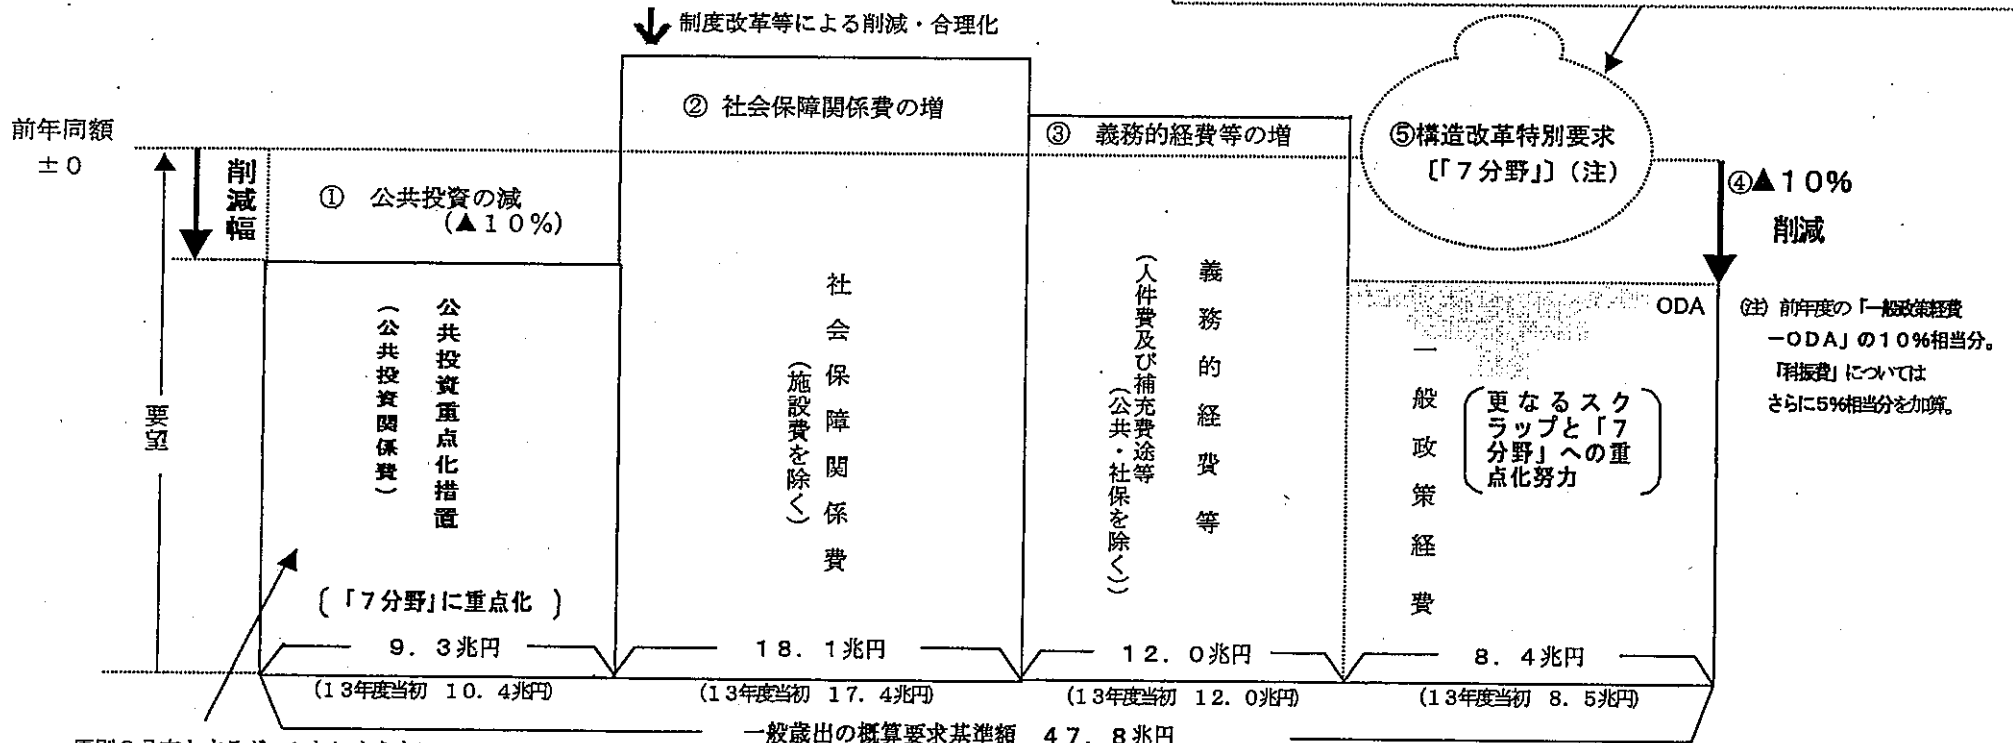 制度改革等による削減・合理化
前年同額
±0
削減幅
① 公共投資の減
(▲10%)
② 社会保障関係費の増
③ 義務的経費等の増
⑤構造改革特別要求
〔「7分野」〕(注)
④▲10%
削減
要望
公共投資重点化措置
(公共投資関係費)
(「7分野」に重点化 )
社会保障関係費
(施設費を除く)
義務的経費等
(人件費及び補充費途等
(公共・社保を除く))
ODA
一般政策経費
(更なるスク
ラップと「7
分野」への重
点化努力)
(注) 前年度の「一般政策経費
-ODA」の10%相当分。
「科振費」については
さらに5%相当分を加算。
9.3兆円
18.1兆円
12.0兆円
8.4兆円
(13年度当初 10.4兆円)
(13年度当初 17.4兆円)
(13年度当初 12.0兆円)
(13年度当初 8.5兆円)
一般歳出の概算要求基準額 47.8兆円